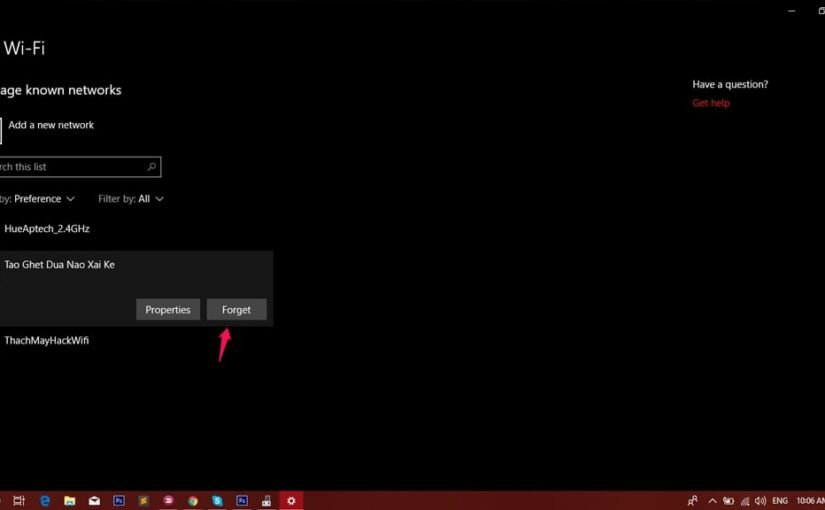 Wi-Fi
age known networks
Have a question?
Get help
Add a new network
rch this list
by: Preference
Filter by: All
HueAptech_2.4GHz
Tao Ghet Dua Nao Xai Ke
Properties
Forget
ThachMayHackWifi
ENG
10:06 AM